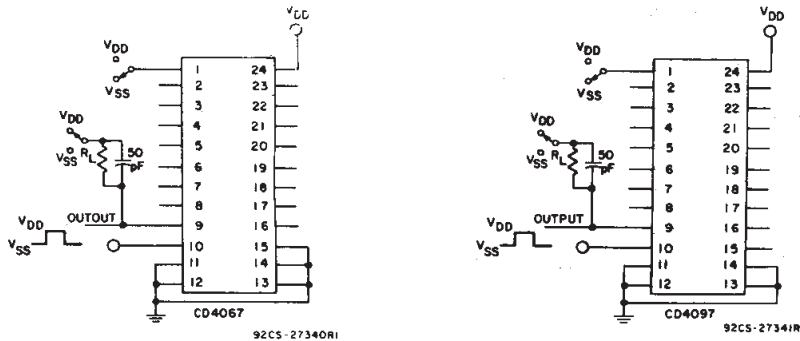 VDD
VDD
VSS
1 24
2 23
3 22
4 21
5 20
6 19
7 18
8 17
9 16
10 15
11 14
12 13
VDD
VSS
RL
50
pF
OUTOUT
VDD
VSS
CD4067
92CS-27340RI
VDD
VDD
VSS
1 24
2 23
3 22
4 21
5 20
6 19
7 18
8 17
9 16
10 15
11 14
12 13
VDD
VSS
RL
50
pF
OUTPUT
VDD
VSS
CD4097
92CS-27341R